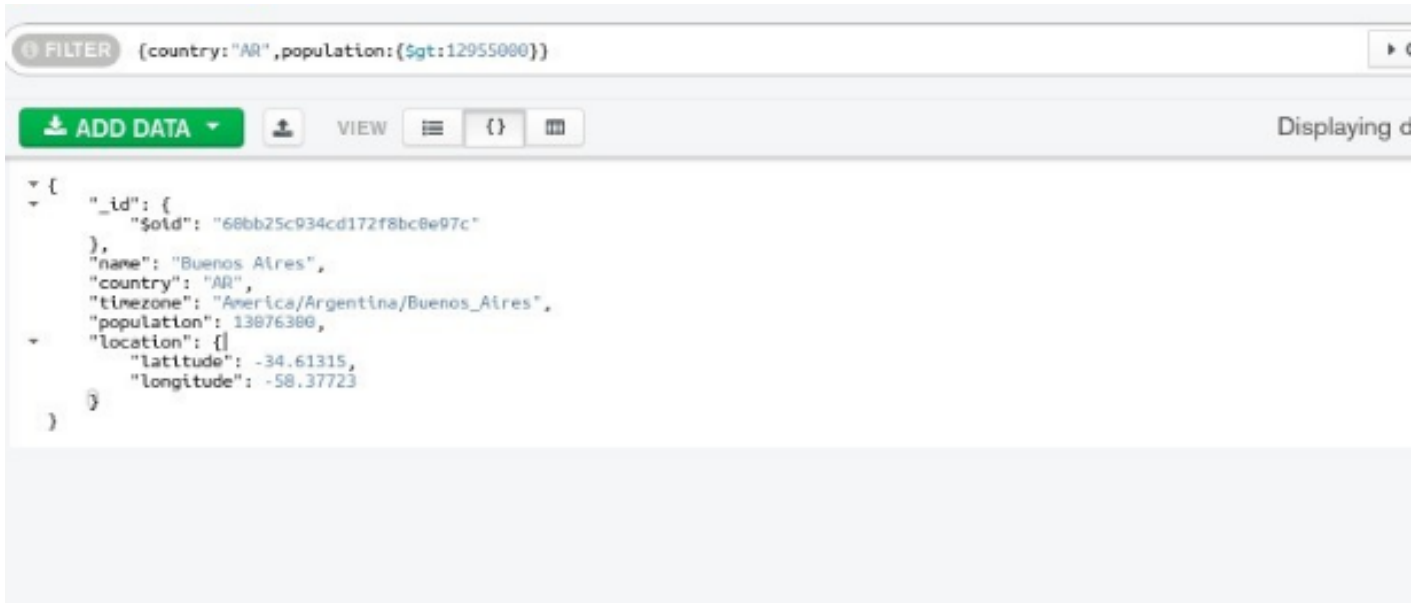 FILTER {country:"AR",population:{$gt:12955000}}
ADD DATA VIEW {} Displaying d
{
"_id": {
"$oid": "60bb25c934cd172f8bc0e97c"
},
"name": "Buenos Aires",
"country": "AR",
"timezone": "America/Argentina/Buenos_Aires",
"population": 13076300,
"location": {
"latitude": -34.61315,
"longitude": -58.37723
}
}